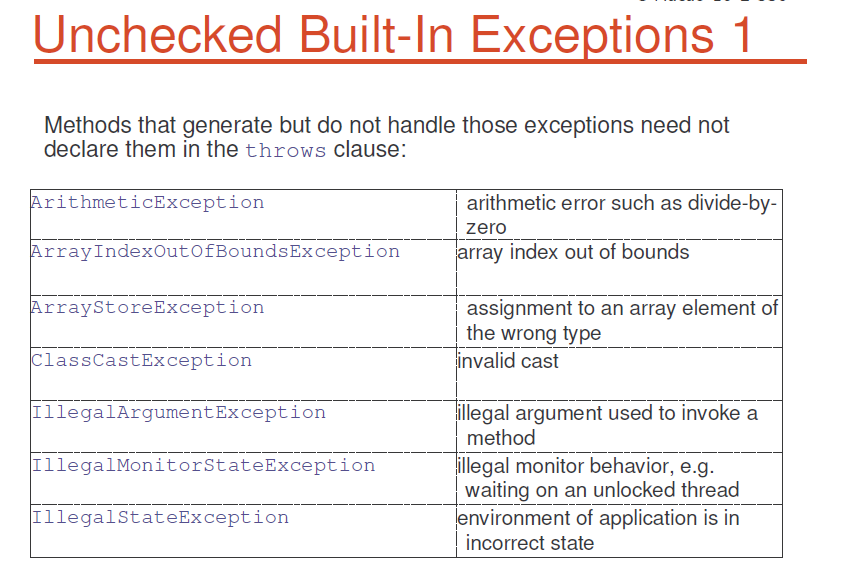 Unchecked Built-In Exceptions 1
Methods that generate but do not handle those exceptions need not
declare them in the throws clause:
ArithmeticException
arithmetic error such as divide-by-
zero
ArrayIndexOutOfBoundsException
array index out of bounds
ArrayStoreException
assignment to an array element of
the wrong type
ClassCastException
invalid cast
IllegalArgumentException
illegal argument used to invoke a
method
IllegalMonitorStateException
illegal monitor behavior, e.g.
waiting on an unlocked thread
IllegalStateException
environment of application is in
incorrect state